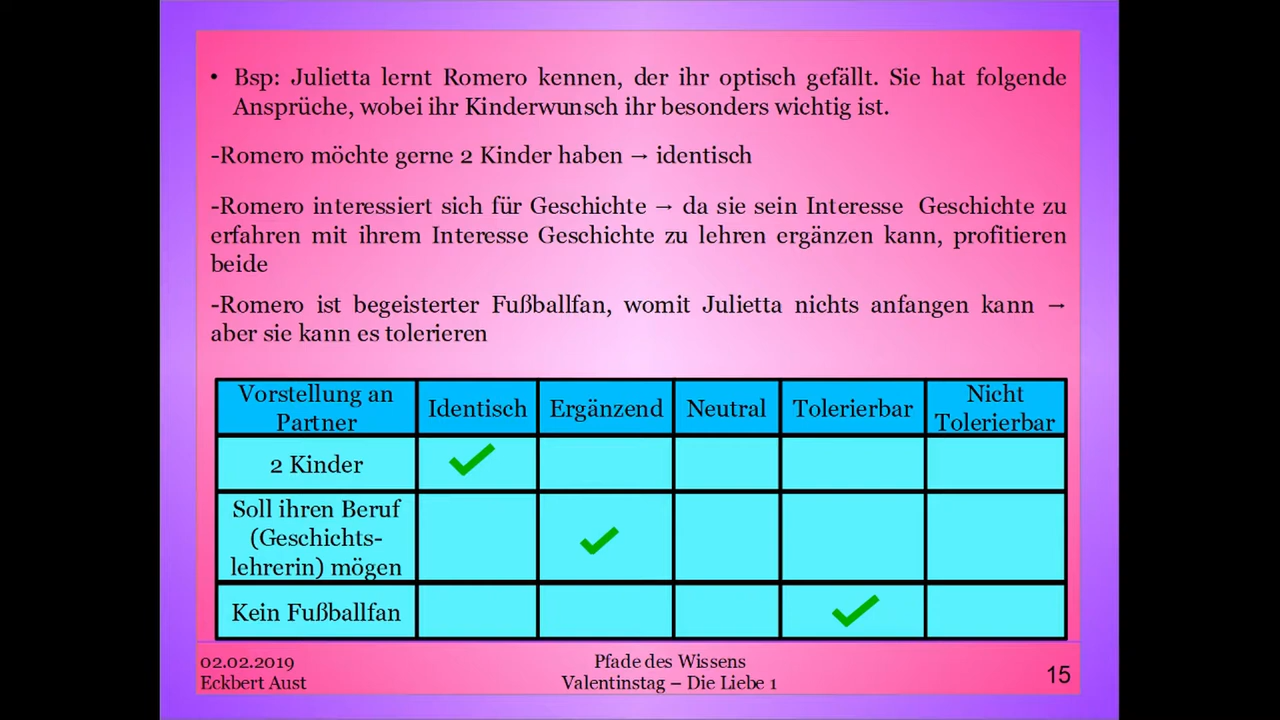 • Bsp: Julietta lernt Romero kennen, der ihr optisch gefällt. Sie hat folgende
Ansprüche, wobei ihr Kinderwunsch ihr besonders wichtig ist.
-Romero möchte gerne 2 Kinder haben → identisch
-Romero interessiert sich für Geschichte → da sie sein Interesse Geschichte zu
erfahren mit ihrem Interesse Geschichte zu lehren ergänzen kann, profitieren
beide
-Romero ist begeisterter Fußballfan, womit Julietta nichts anfangen kann →
aber sie kann es tolerieren
Vorstellung an
Partner
Identisch
Ergänzend
Neutral
Tolerierbar
Nicht
Tolerierbar
2 Kinder
Soll ihren Beruf
(Geschichts-
lehrerin) mögen
Kein Fußballfan
02.02.2019
Eckbert Aust
Pfade des Wissens
Valentinstag – Die Liebe 1
15